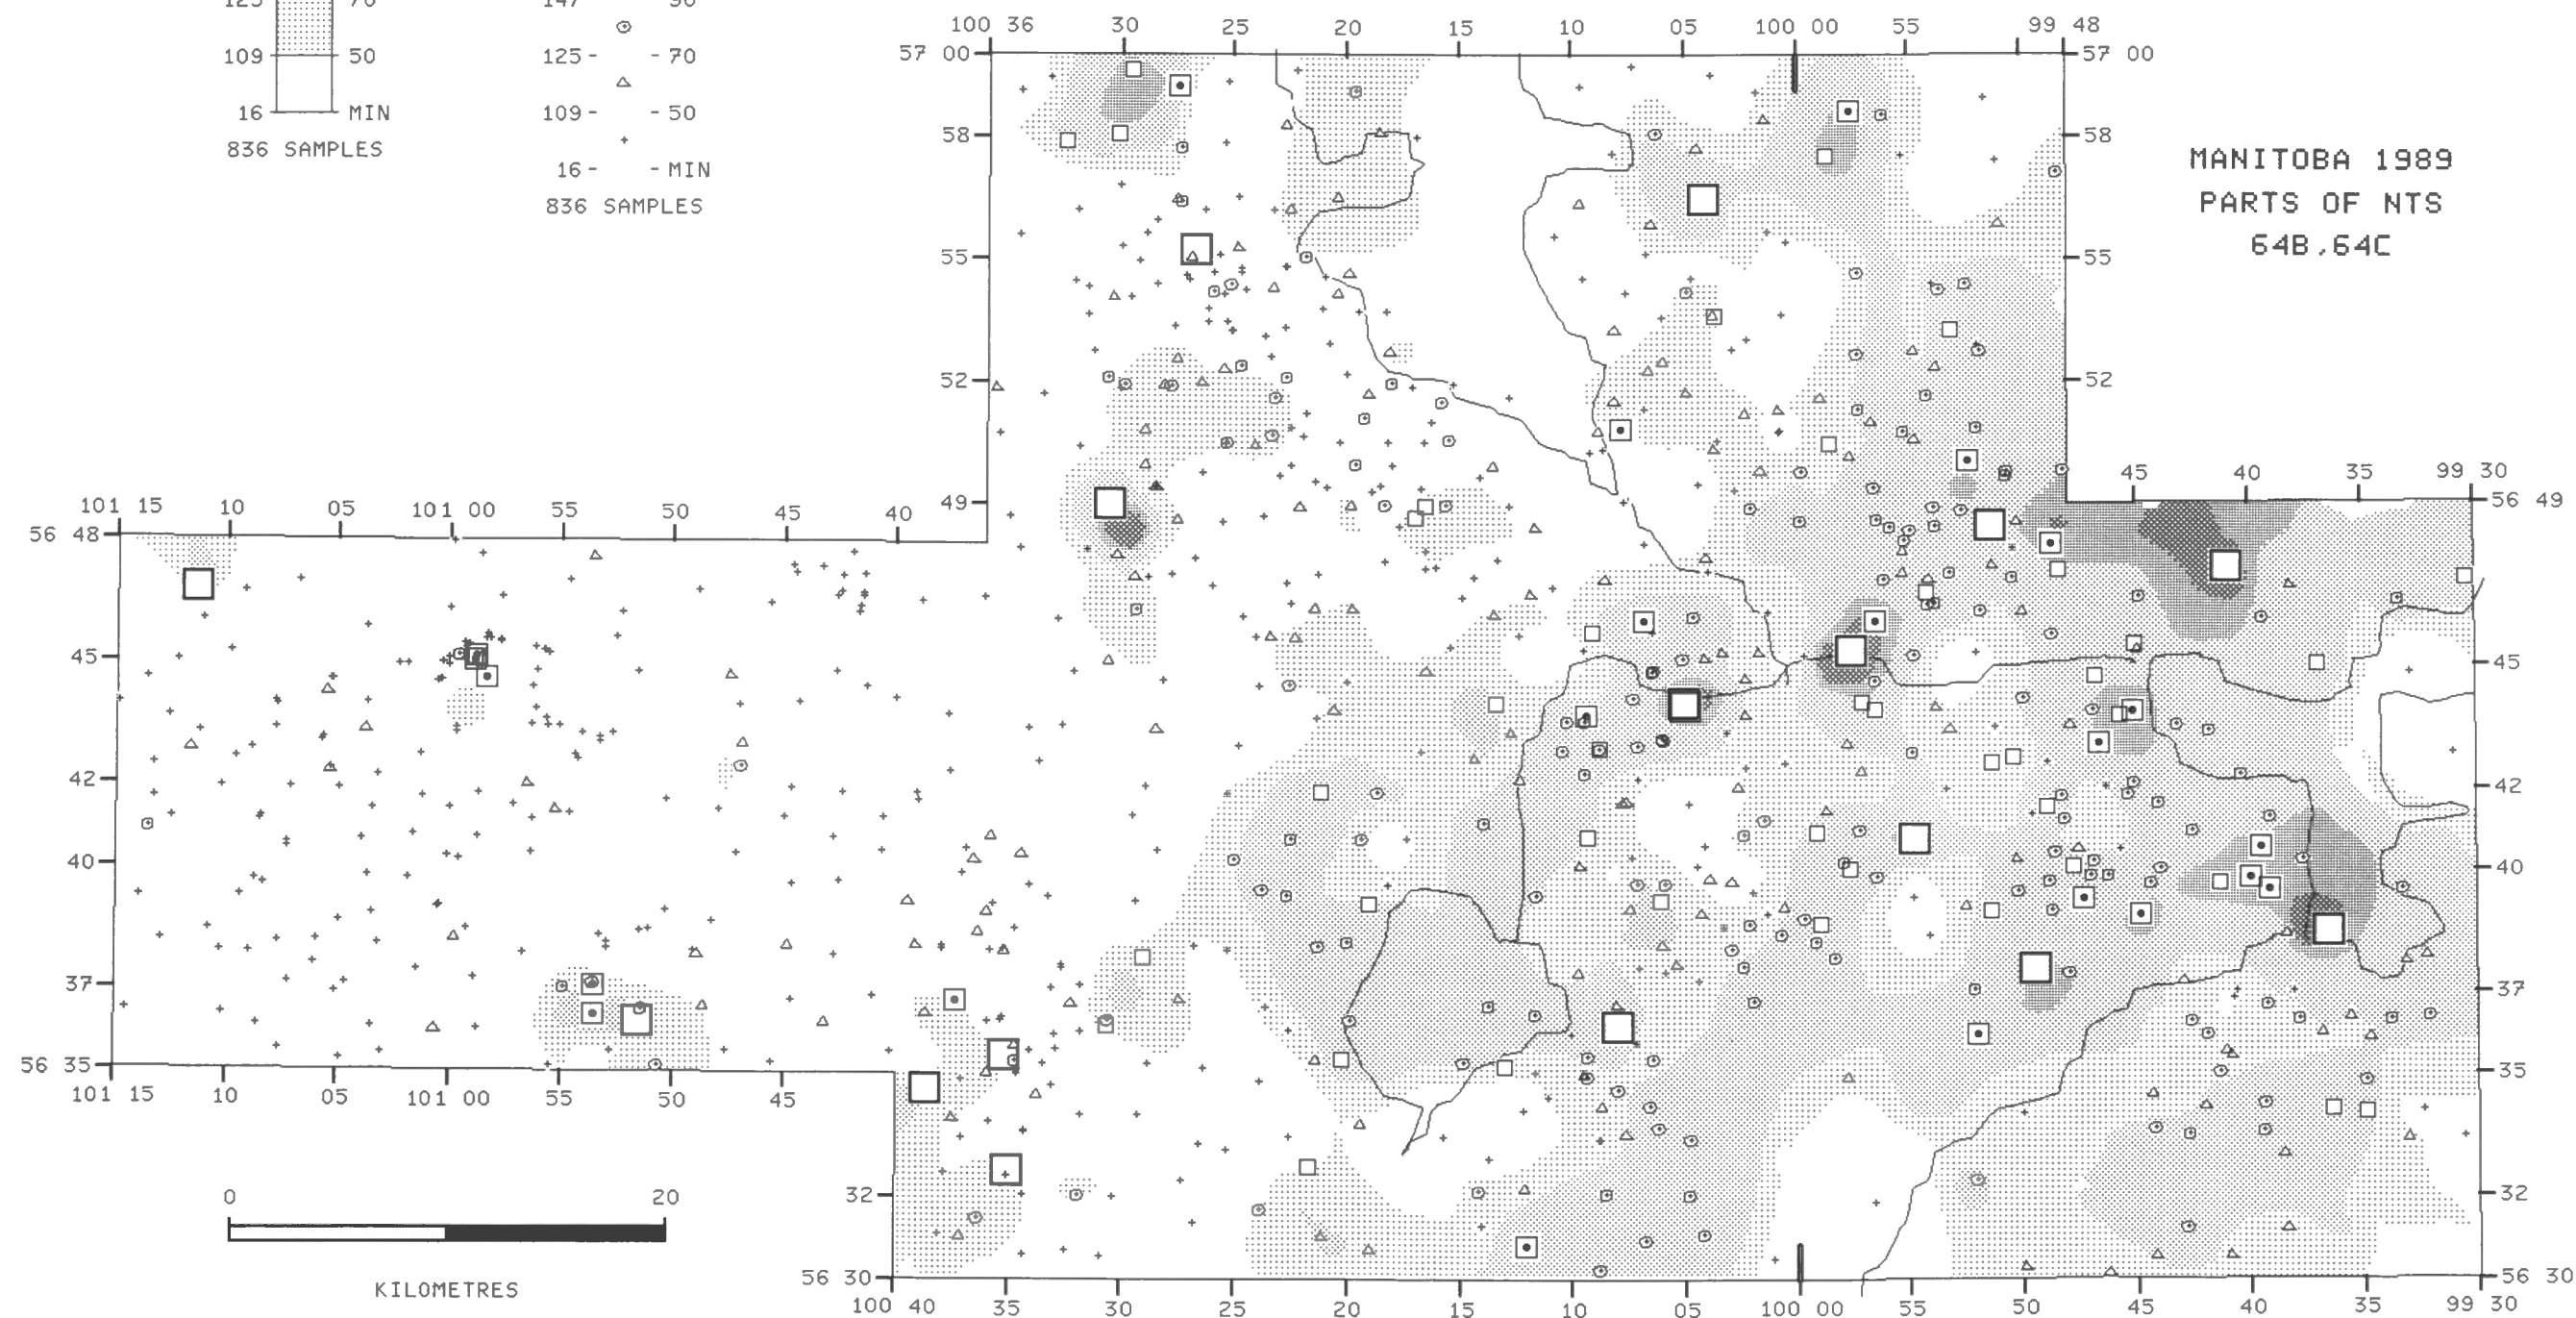 125 70 147 90
109 50 125 - - 70
16 MIN 109 - - 50
836 SAMPLES 16 - - MIN
836 SAMPLES
100 36 30 25 20 15 10 05 100 00 55 99 48
57 00 57 00
58 58
MANITOBA 1989
PARTS OF NTS
64B,64C
55 55
52 52
45 40 35 99 30
49 56 49
101 15 10 05 101 00 55 50 45 40
56 48
45 45
42 42
40 40
37 37
56 35 35
101 15 10 05 101 00 55 50 45
0 20
32 32
KILOMETRES
56 30 56 30
100 40 35 30 25 20 15 10 05 100 00 55 50 45 40 35 99 30